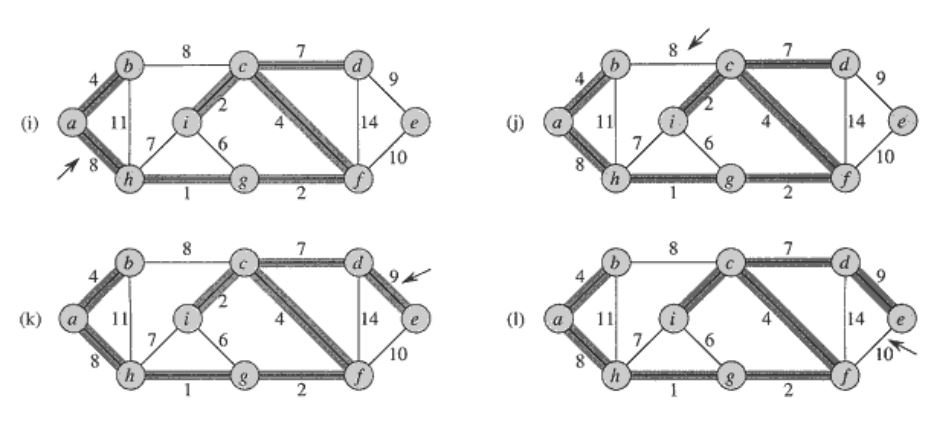 8 7 8 7
b c d b c d
4 9 4 9
2 2
(i) a 11 i 4 14 e (j) a 11 i 4 14 e
7 6 10 7 6 10
8 8
h g f h g f
1 2 1 2
8 7 8 7
b c d b c d
4 9 4 9
2
(k) a 11 i 4 14 e (l) a 11 i 4 14 e
7 6 10 7 6 10
8 8
h g f h g f
1 2 1 2